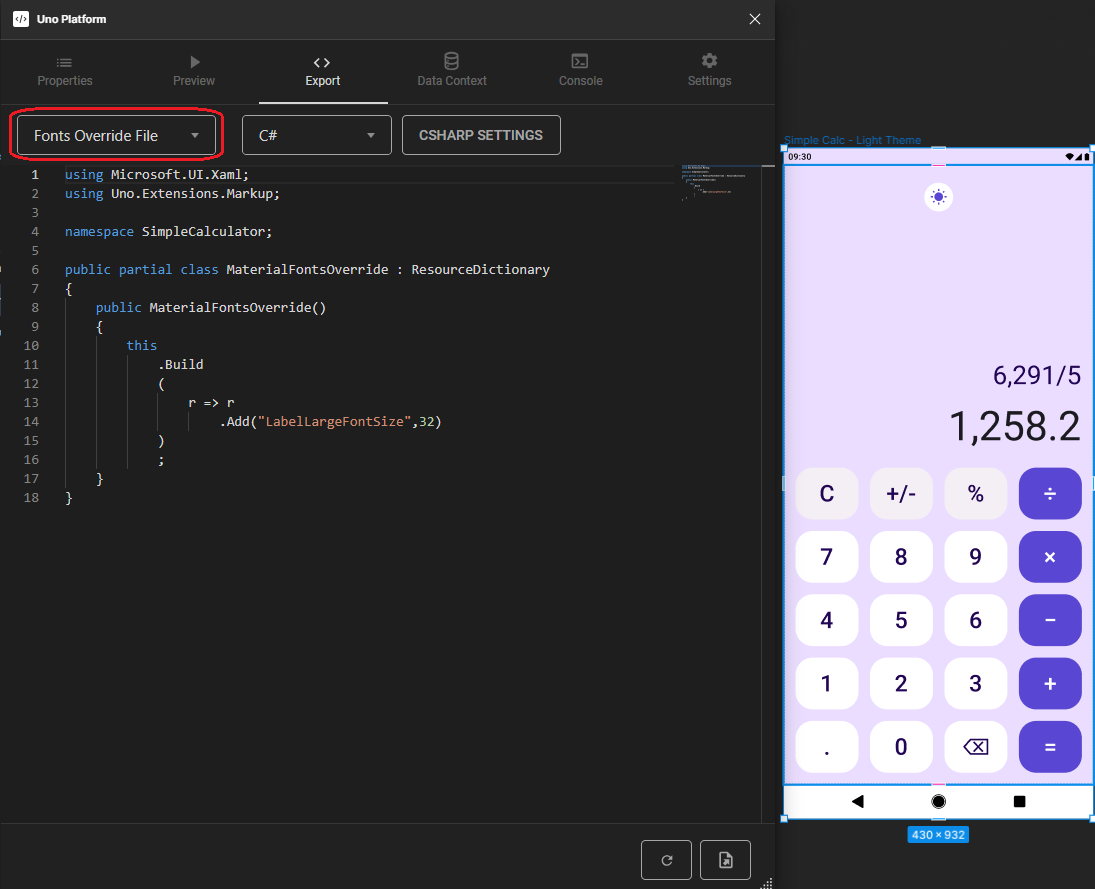 Uno Platform
Properties
Preview
Export
Data Context
Console
Settings
Fonts Override File
C#
CSHARP SETTINGS
1 using Microsoft.UI.Xaml;
2 using Uno.Extensions.Markup;
3
4 namespace SimpleCalculator;
5
6 public partial class MaterialFontsOverride : ResourceDictionary
7 {
8 public MaterialFontsOverride()
9 {
10 this
11 .Build
12 (
13 r => r
14 .Add("LabelLargeFontSize",32)
15 )
16 ;
17 }
18 }
Simple Calc - Light Theme
09:30
6,291/5
1,258.2
C +/- % ÷
7 8 9 ×
4 5 6 −
1 2 3 +
. 0 =
430 × 932